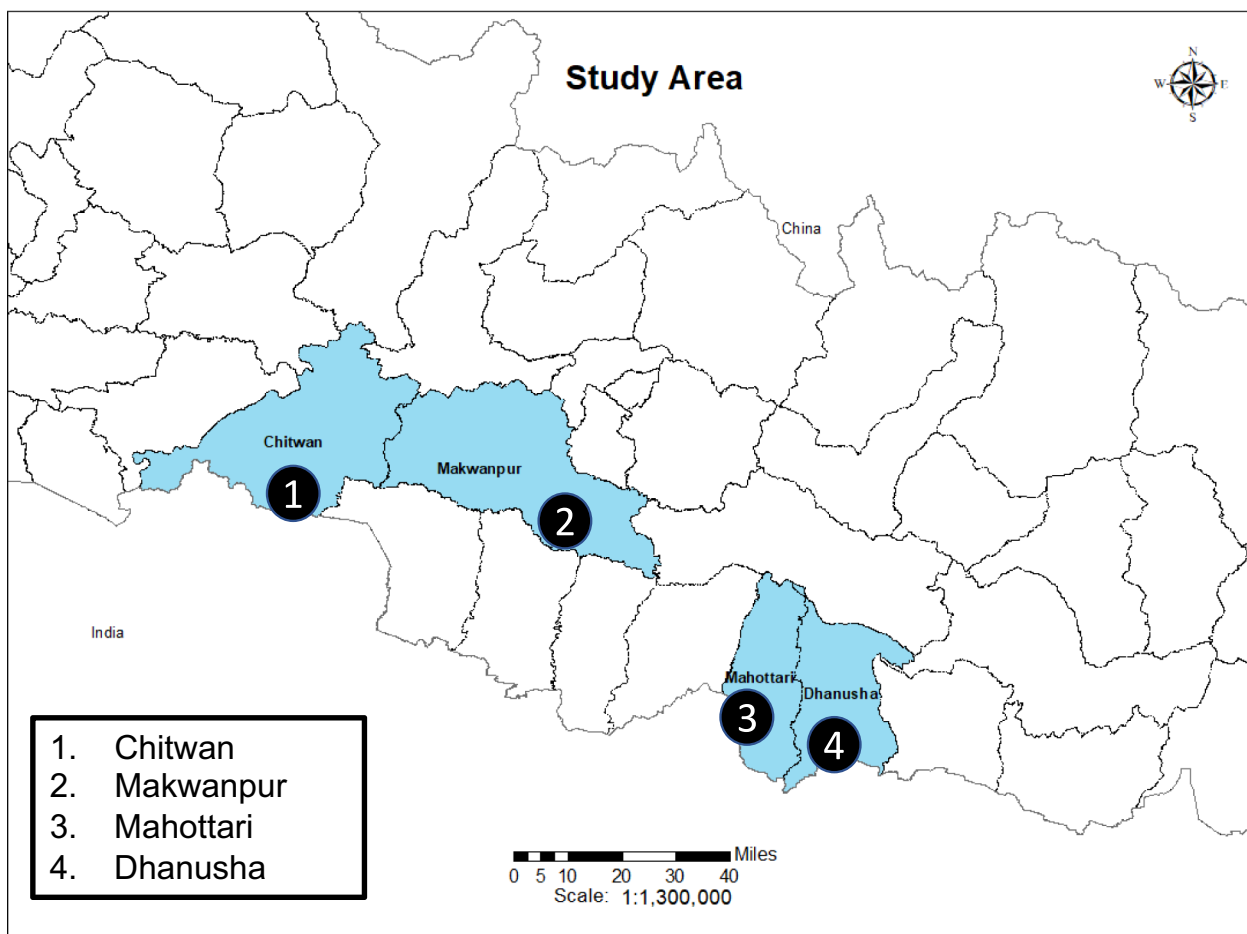 Study Area
N
W E
S
China
Chitwan
1
Makwanpur
2
India
Mahottari
3
Dhanusha
4
1. Chitwan
2. Makwanpur
3. Mahottari
4. Dhanusha
Miles
0 5 10 20 30 40
Scale: 1:1,300,000